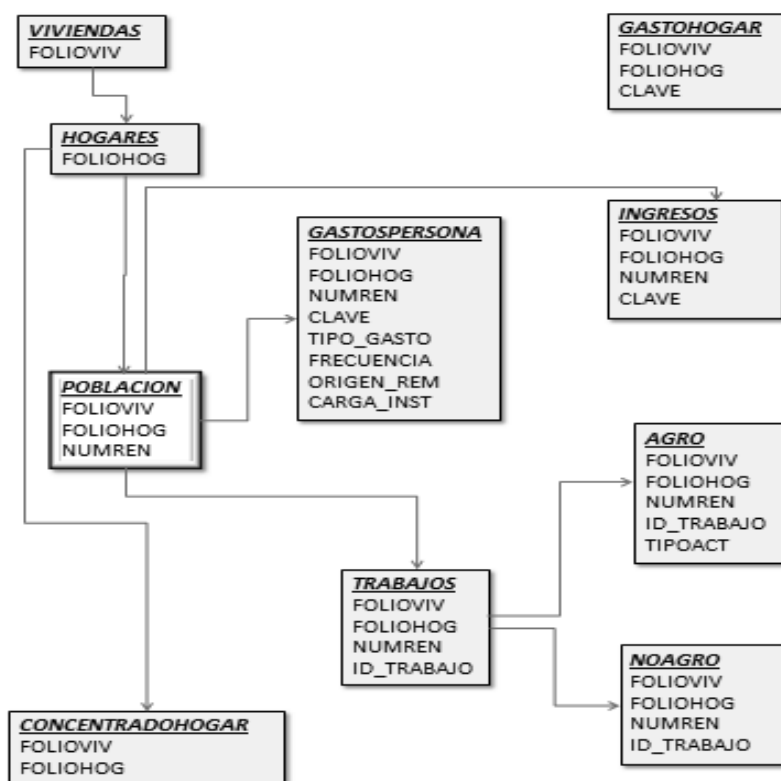 VIVIENDAS
FOLIOVIV
GASTOHOGAR
FOLIOVIV
FOLIOHOG
CLAVE
HOGARES
FOLIOHOG
INGRESOS
FOLIOVIV
FOLIOHOG
NUMREN
CLAVE
GASTOSPERSONA
FOLIOVIV
FOLIOHOG
NUMREN
CLAVE
TIPO_GASTO
FRECUENCIA
ORIGEN_REM
CARGA_INST
POBLACION
FOLIOVIV
FOLIOHOG
NUMREN
AGRO
FOLIOVIV
FOLIOHOG
NUMREN
ID_TRABAJO
TIPOACT
TRABAJOS
FOLIOVIV
FOLIOHOG
NUMREN
ID_TRABAJO
NOAGRO
FOLIOVIV
FOLIOHOG
NUMREN
ID_TRABAJO
CONCENTRADOHOGAR
FOLIOVIV
FOLIOHOG